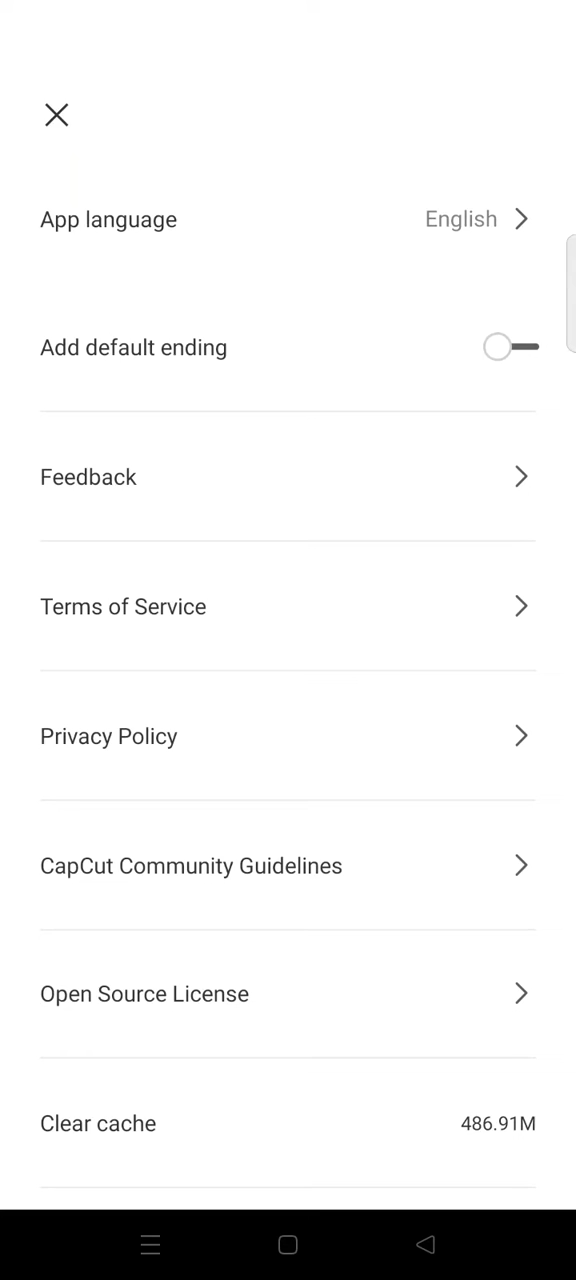 App language English
Add default ending
Feedback
Terms of Service
Privacy Policy
CapCut Community Guidelines
Open Source License
Clear cache 486.91M